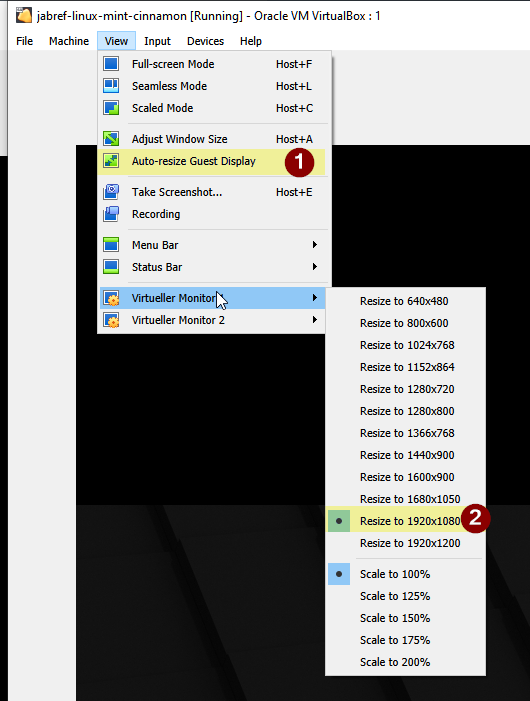 jabref-linux-mint-cinnamon [Running] - Oracle VM VirtualBox : 1
File Machine View Input Devices Help
Full-screen Mode Host+F
Seamless Mode Host+L
Scaled Mode Host+C
Adjust Window Size Host+A
Auto-resize Guest Display 1
Take Screenshot... Host+E
Recording
Menu Bar
Status Bar
Virtueller Monitor
Virtueller Monitor 2
Resize to 640x480
Resize to 800x600
Resize to 1024x768
Resize to 1152x864
Resize to 1280x720
Resize to 1280x800
Resize to 1366x768
Resize to 1440x900
Resize to 1600x900
Resize to 1680x1050
Resize to 1920x1080 2
Resize to 1920x1200
Scale to 100%
Scale to 125%
Scale to 150%
Scale to 175%
Scale to 200%